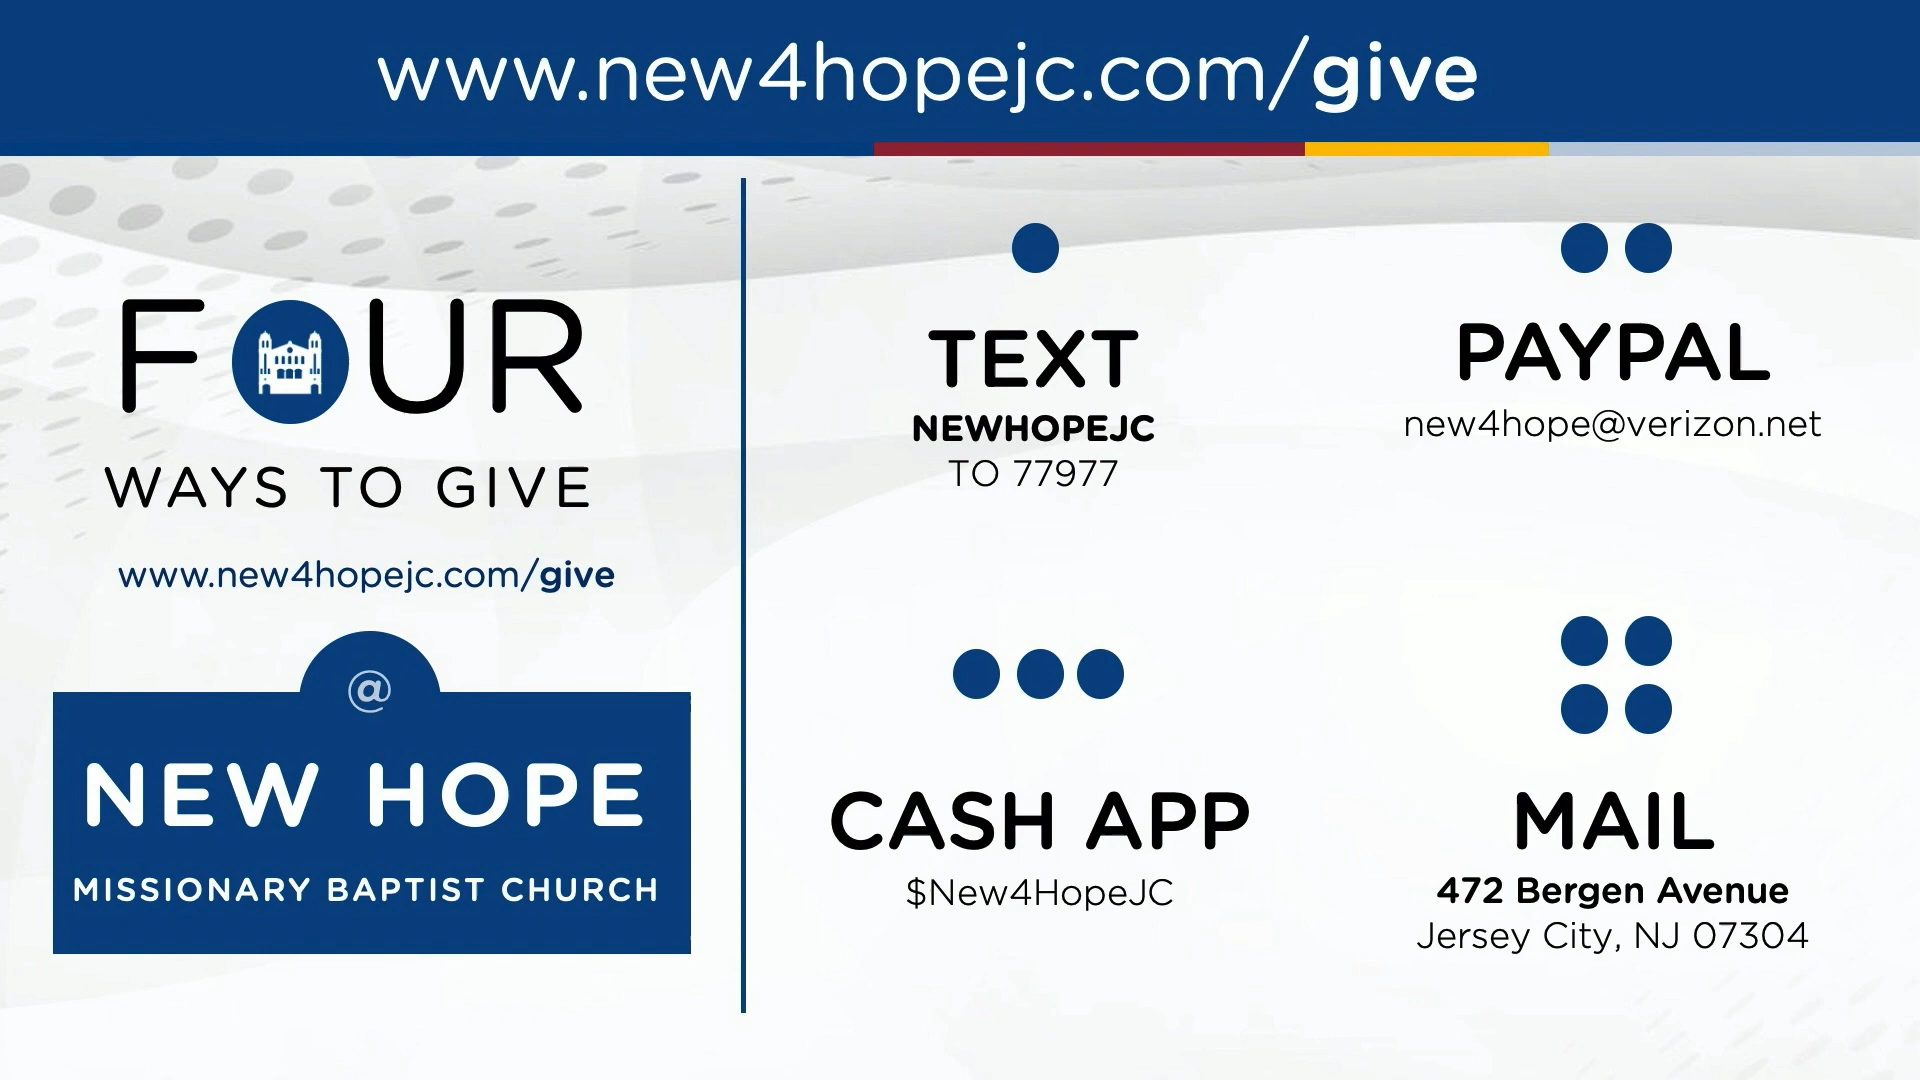 www.new4hopejc.com/give
FOUR
WAYS TO GIVE
www.new4hopejc.com/give
@
NEW HOPE
MISSIONARY BAPTIST CHURCH
TEXT
NEWHOPEJC
TO 77977
PAYPAL
new4hope@verizon.net
CASH APP
$New4HopeJC
MAIL
472 Bergen Avenue
Jersey City, NJ 07304